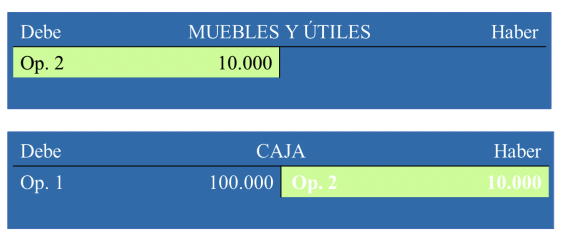 Debe MUEBLES Y ÚTILES Haber
Op. 2 10.000
Debe CAJA Haber
Op. 1 100.000 Op. 2 10.000